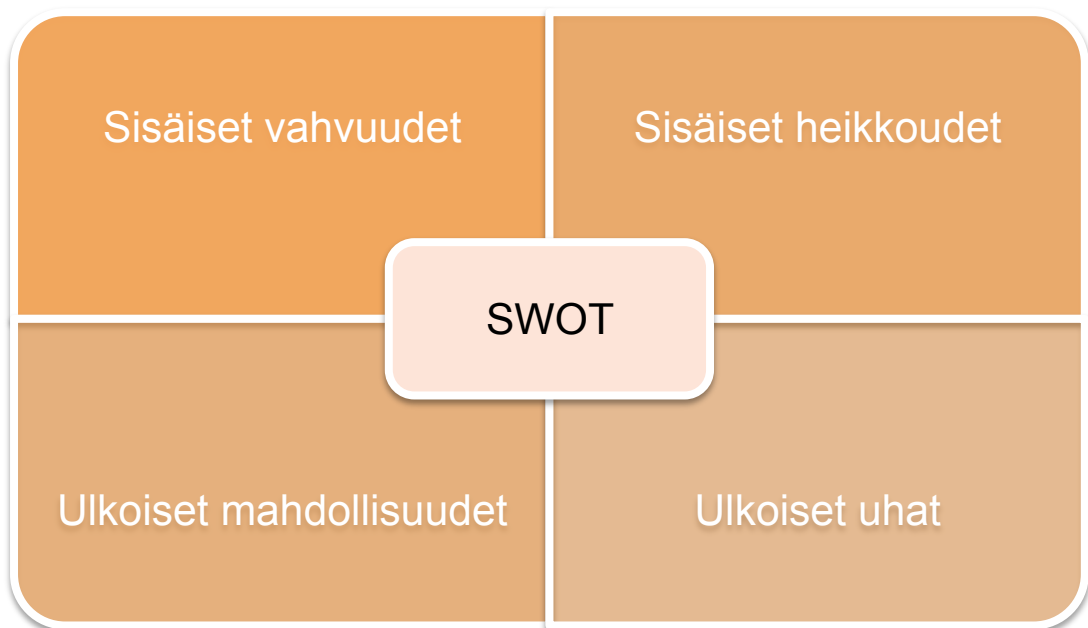 Sisäiset vahvuudet
Sisäiset heikkoudet
SWOT
Ulkoiset mahdollisuudet
Ulkoiset uhat